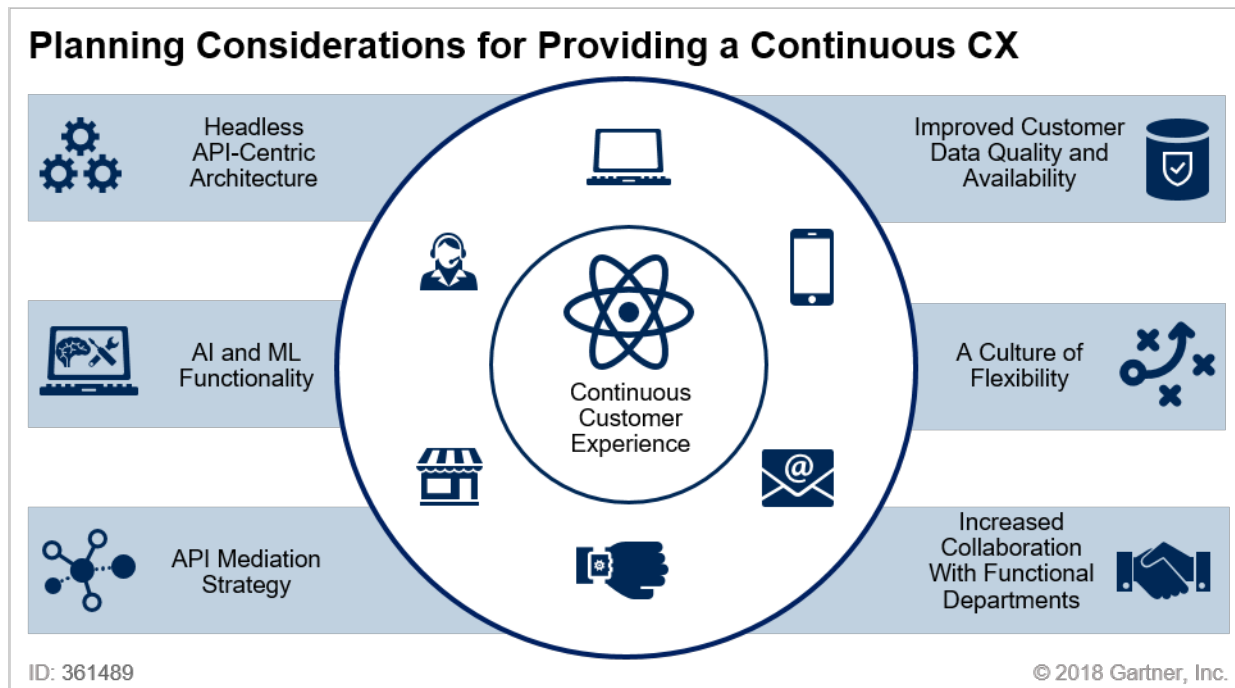 Planning Considerations for Providing a Continuous CX
Headless
API-Centric
Architecture
Improved Customer
Data Quality and
Availability
AI and ML
Functionality
Continuous
Customer
Experience
A Culture of
Flexibility
@
API Mediation
Strategy
Increased
Collaboration
With Functional
Departments
ID: 361489
© 2018 Gartner, Inc.